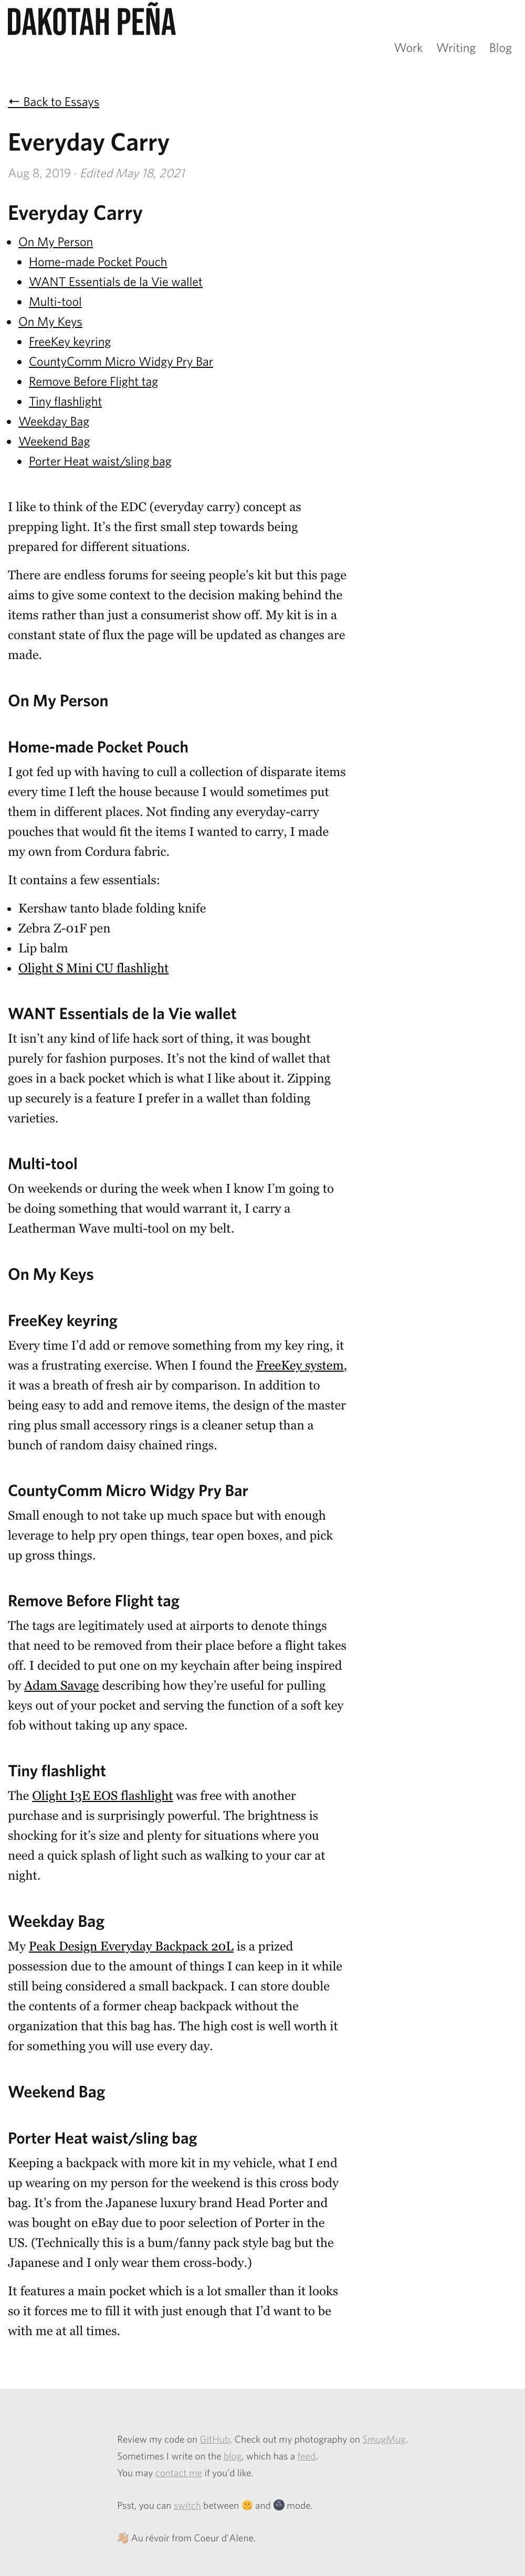 DAKOTAH PEÑA
Work Writing Blog
← Back to Essays
Everyday Carry
Aug 8, 2019 · Edited May 18, 2021
Everyday Carry
• On My Person
• Home-made Pocket Pouch
• WANT Essentials de la Vie wallet
• Multi-tool
• On My Keys
• FreeKey keyring
• CountyComm Micro Widgy Pry Bar
• Remove Before Flight tag
• Tiny flashlight
• Weekday Bag
• Weekend Bag
• Porter Heat waist/sling bag
I like to think of the EDC (everyday carry) concept as
prepping light. It’s the first small step towards being
prepared for different situations.
There are endless forums for seeing people’s kit but this page
aims to give some context to the decision making behind the
items rather than just a consumerist show off. My kit is in a
constant state of flux the page will be updated as changes are
made.
On My Person
Home-made Pocket Pouch
I got fed up with having to cull a collection of disparate items
every time I left the house because I would sometimes put
them in different places. Not finding any everyday-carry
pouches that would fit the items I wanted to carry, I made
my own from Cordura fabric.
It contains a few essentials:
• Kershaw tanto blade folding knife
• Zebra Z-01F pen
• Lip balm
• Olight S Mini CU flashlight
WANT Essentials de la Vie wallet
It isn’t any kind of life hack sort of thing, it was bought
purely for fashion purposes. It’s not the kind of wallet that
goes in a back pocket which is what I like about it. Zipping
up securely is a feature I prefer in a wallet than folding
varieties.
Multi-tool
On weekends or during the week when I know I’m going to
be doing something that would warrant it, I carry a
Leatherman Wave multi-tool on my belt.
On My Keys
FreeKey keyring
Every time I’d add or remove something from my key ring, it
was a frustrating exercise. When I found the FreeKey system,
it was a breath of fresh air by comparison. In addition to
being easy to add and remove items, the design of the master
ring plus small accessory rings is a cleaner setup than a
bunch of random daisy chained rings.
CountyComm Micro Widgy Pry Bar
Small enough to not take up much space but with enough
leverage to help pry open things, tear open boxes, and pick
up gross things.
Remove Before Flight tag
The tags are legitimately used at airports to denote things
that need to be removed from their place before a flight takes
off. I decided to put one on my keychain after being inspired
by Adam Savage describing how they’re useful for pulling
keys out of your pocket and serving the function of a soft key
fob without taking up any space.
Tiny flashlight
The Olight I3E EOS flashlight was free with another
purchase and is surprisingly powerful. The brightness is
shocking for it’s size and plenty for situations where you
need a quick splash of light such as walking to your car at
night.
Weekday Bag
My Peak Design Everyday Backpack 20L is a prized
possession due to the amount of things I can keep in it while
still being considered a small backpack. I can store double
the contents of a former cheap backpack without the
organization that this bag has. The high cost is well worth it
for something you will use every day.
Weekend Bag
Porter Heat waist/sling bag
Keeping a backpack with more kit in my vehicle, what I end
up wearing on my person for the weekend is this cross body
bag. It’s from the Japanese luxury brand Head Porter and
was bought on eBay due to poor selection of Porter in the
US. (Technically this is a bum/fanny pack style bag but the
Japanese and I only wear them cross-body.)
It features a main pocket which is a lot smaller than it looks
so it forces me to fill it with just enough that I’d want to be
with me at all times.
Review my code on GitHub. Check out my photography on SmugMug.
Sometimes I write on the blog, which has a feed.
You may contact me if you’d like.
Psst, you can switch between 🌞 and 🌚 mode.
👋🏼 Au révoir from Coeur d’Alene.